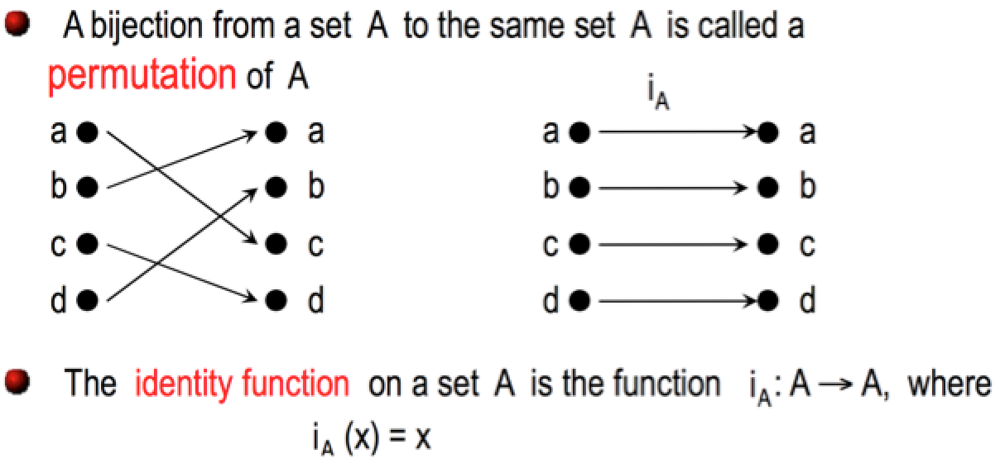 A bijection from a set A to the same set A is called a
permutation of A
i_A
a a a a
b b b b
c c c c
d d d d
The identity function on a set A is the function i_A : A → A, where
i_A (x) = x